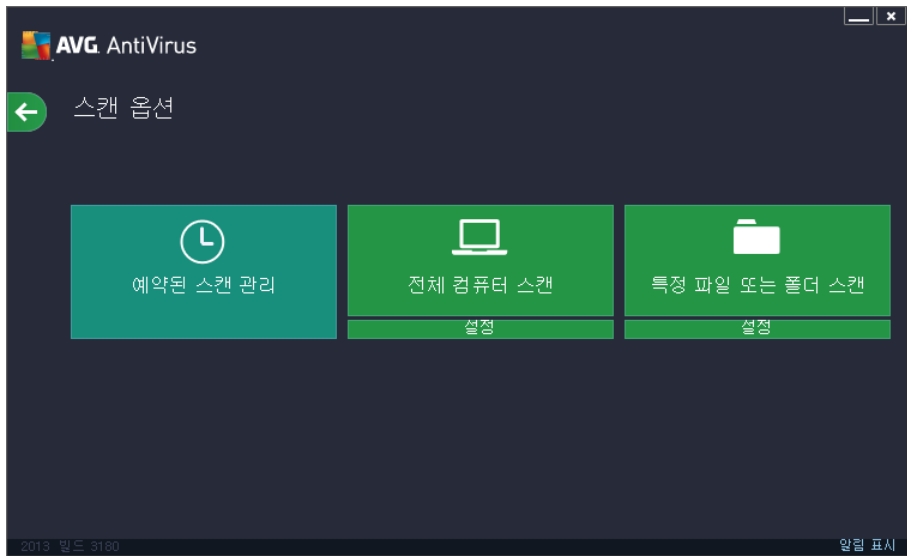 AVG. AntiVirus
스캔 옵션
예약된 스캔 관리
전체 컴퓨터 스캔
설정
특정 파일 또는 폴더 스캔
설정
2013 빌드 3180
알림 표시